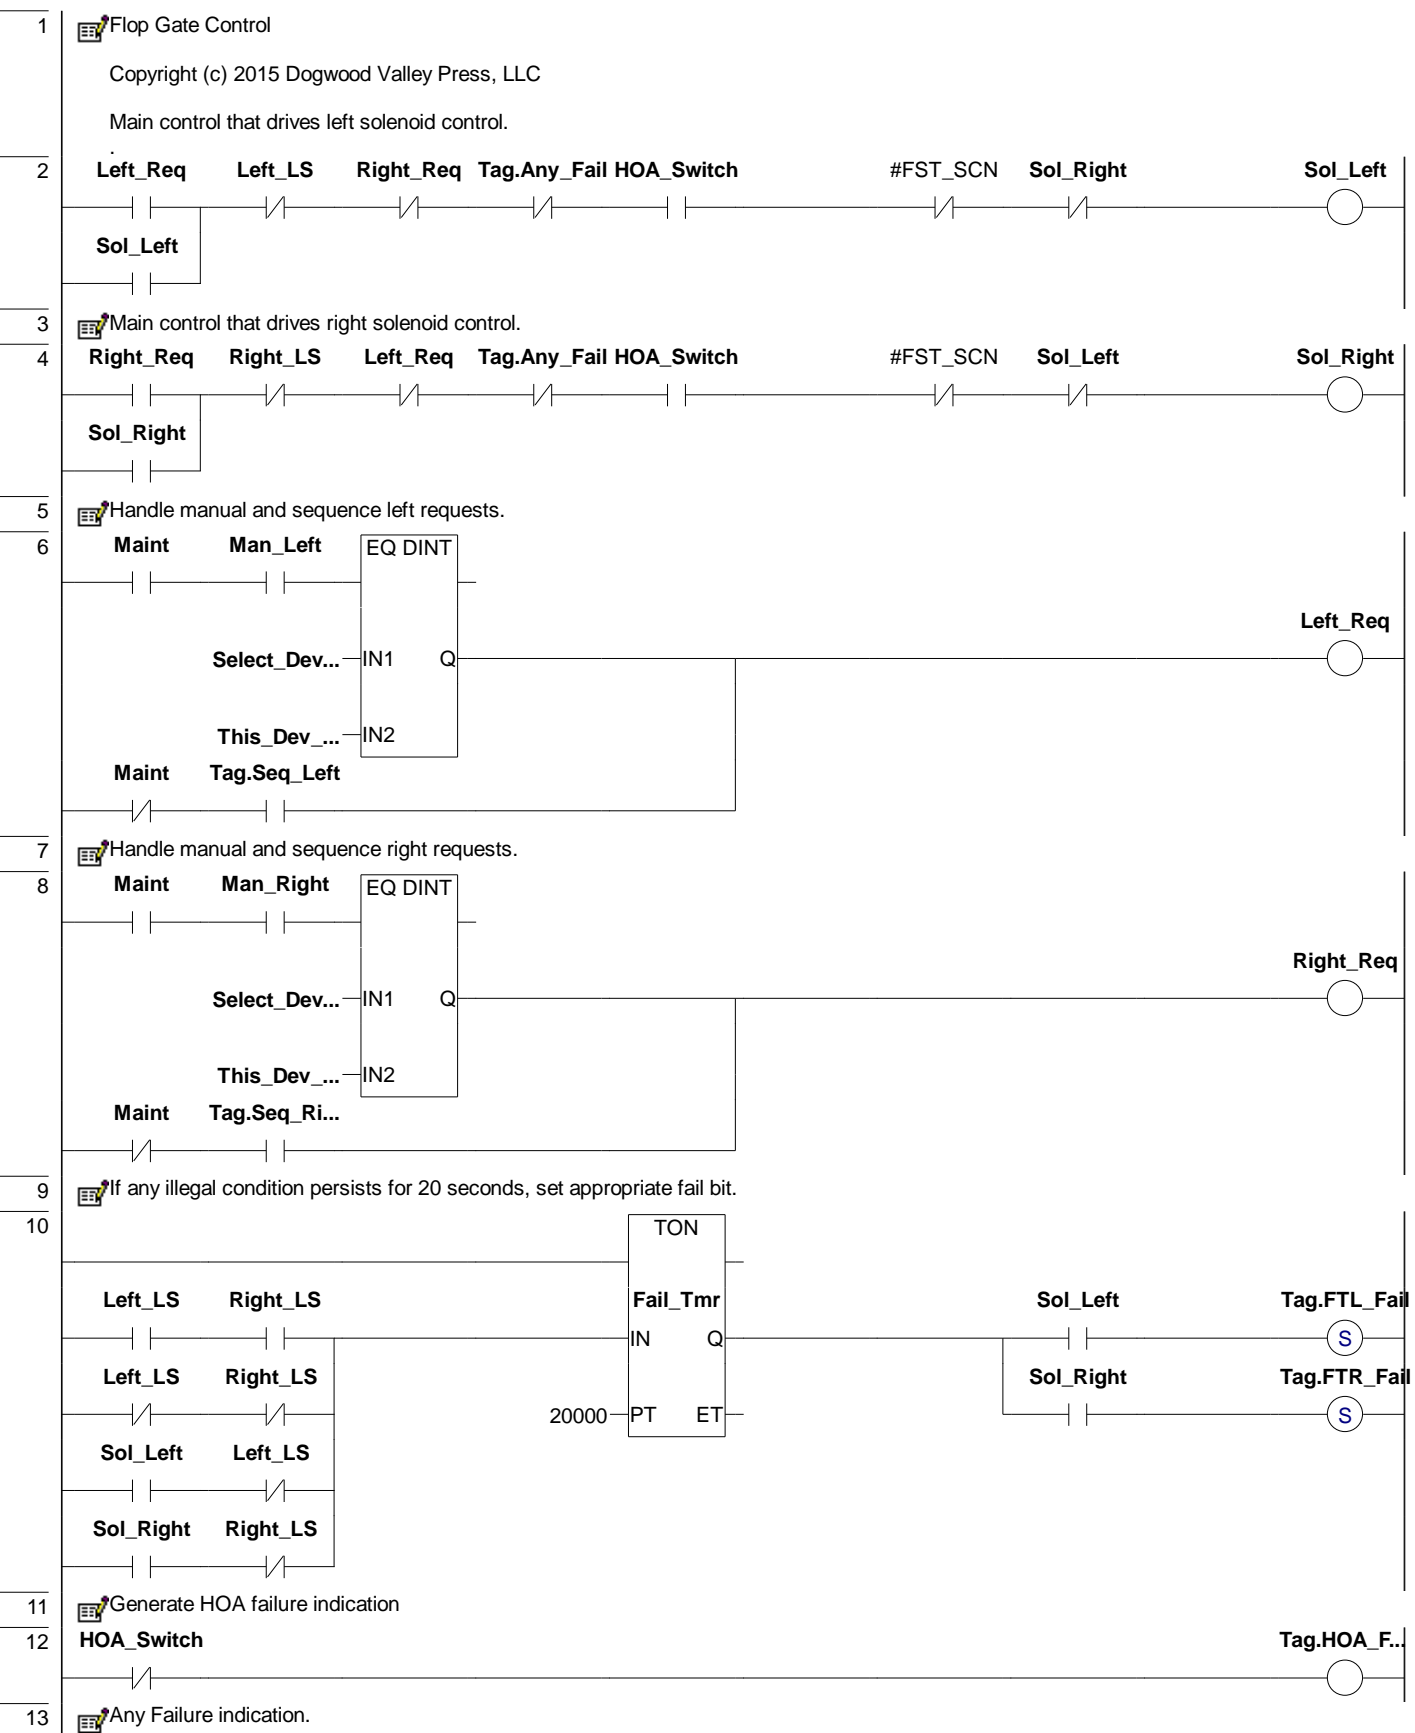 1
Flop Gate Control
Copyright (c) 2015 Dogwood Valley Press, LLC
Main control that drives left solenoid control.
.
2
Left_Req Left_LS Right_Req Tag.Any_Fail HOA_Switch #FST_SCN Sol_Right Sol_Left
Sol_Left
3
Main control that drives right solenoid control.
4
Right_Req Right_LS Left_Req Tag.Any_Fail HOA_Switch #FST_SCN Sol_Left Sol_Right
Sol_Right
5
Handle manual and sequence left requests.
6
Maint Man_Left EQ DINT
Left_Req
Select_Dev... IN1 Q
This_Dev_... IN2
Maint Tag.Seq_Left
7
Handle manual and sequence right requests.
8
Maint Man_Right EQ DINT
Right_Req
Select_Dev... IN1 Q
This_Dev_... IN2
Maint Tag.Seq_Ri...
9
If any illegal condition persists for 20 seconds, set appropriate fail bit.
10
TON
Left_LS Right_LS Fail_Tmr Sol_Left Tag.FTL_Fail
IN Q S
Left_LS Right_LS Sol_Right Tag.FTR_Fail
20000 PT ET S
Sol_Left Left_LS
Sol_Right Right_LS
11
Generate HOA failure indication
12
HOA_Switch Tag.HOA_F...
13
Any Failure indication.